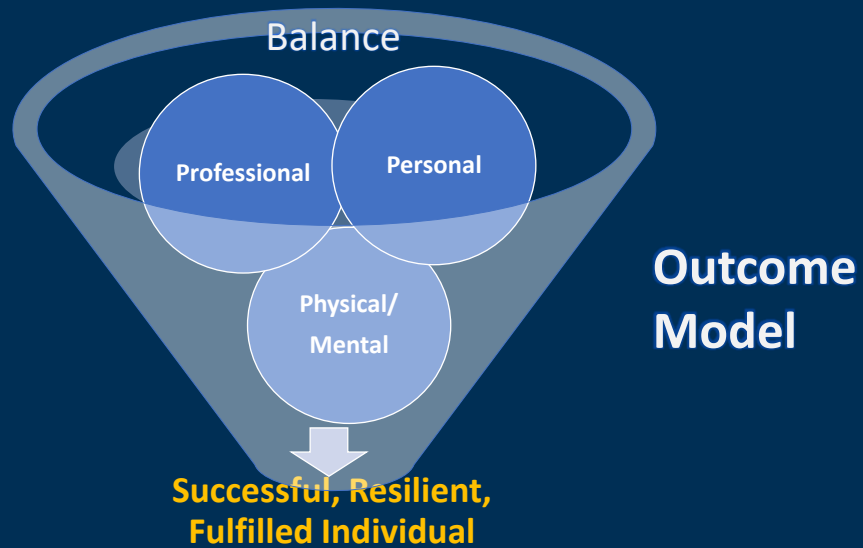 Balance
Professional
Personal
Physical/
Mental
Outcome
Model
Successful, Resilient,
Fulfilled Individual